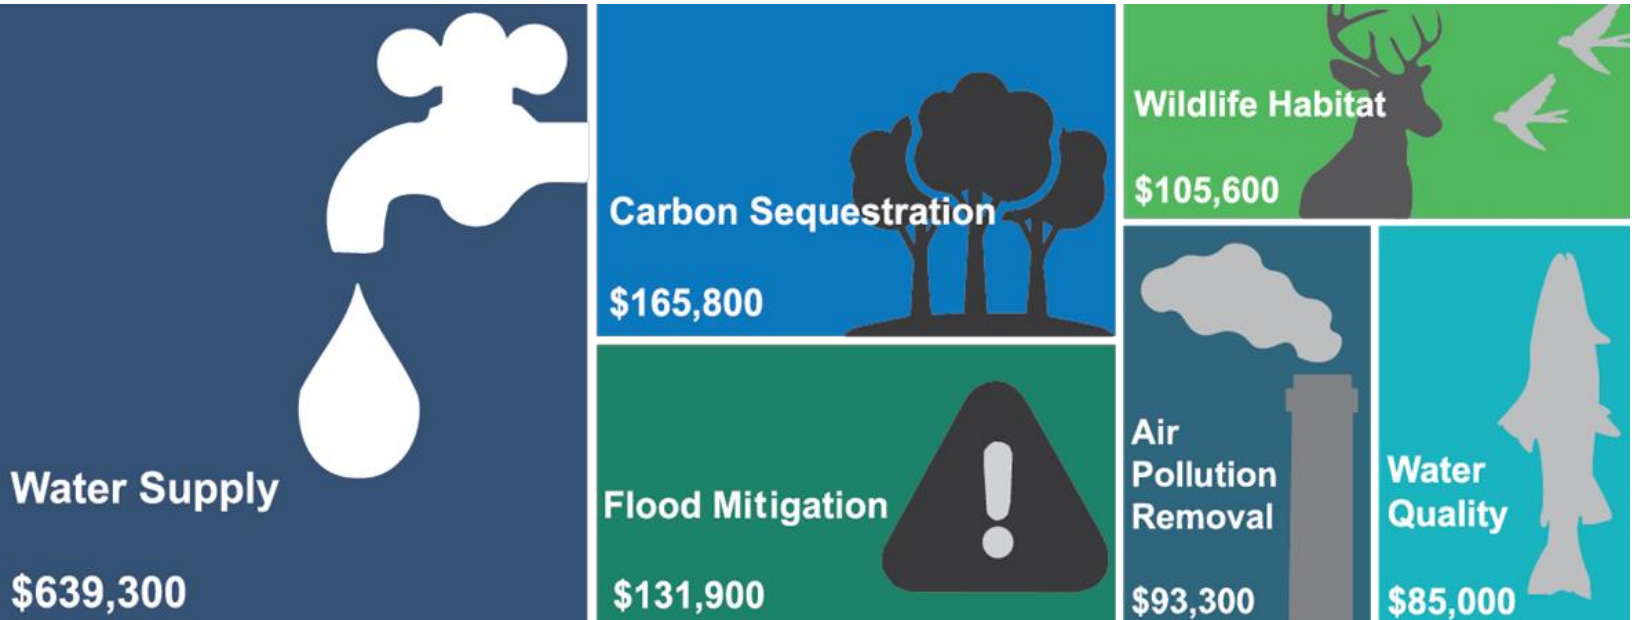 Water Supply
$639,300
Carbon Sequestration
$165,800
Flood Mitigation
$131,900
Wildlife Habitat
$105,600
Air
Pollution
Removal
$93,300
Water
Quality
$85,000